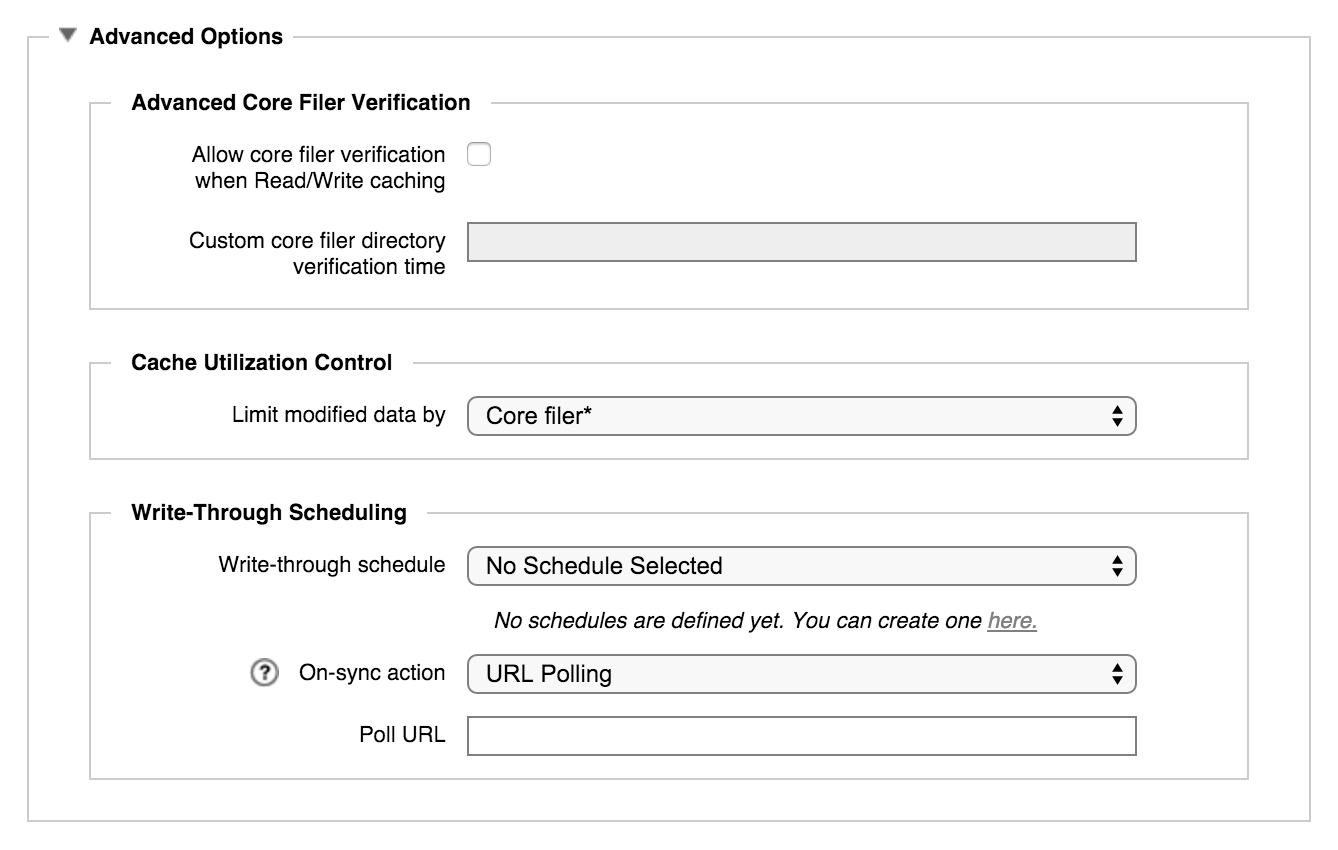 Advanced Options
Advanced Core Filer Verification
Allow core filer verification
when Read/Write caching
Custom core filer directory
verification time
Cache Utilization Control
Limit modified data by
Core filer*
Write-Through Scheduling
Write-through schedule
No Schedule Selected
No schedules are defined yet. You can create one here.
? On-sync action
URL Polling
Poll URL